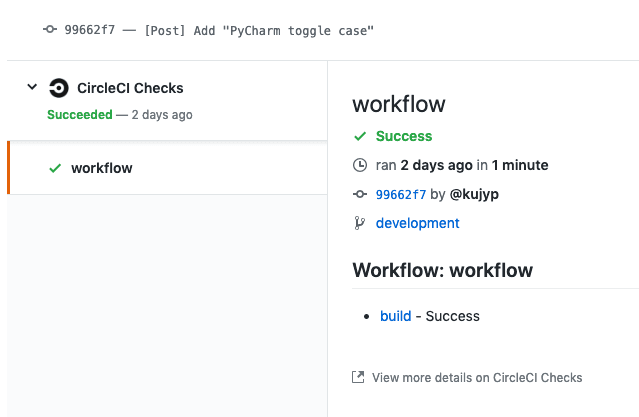 99662f7 — [Post] Add "PyCharm toggle case"
CircleCI Checks
Succeeded — 2 days ago
workflow
workflow
Success
ran 2 days ago in 1 minute
99662f7 by @kujyp
development
Workflow: workflow
• build - Success
View more details on CircleCI Checks